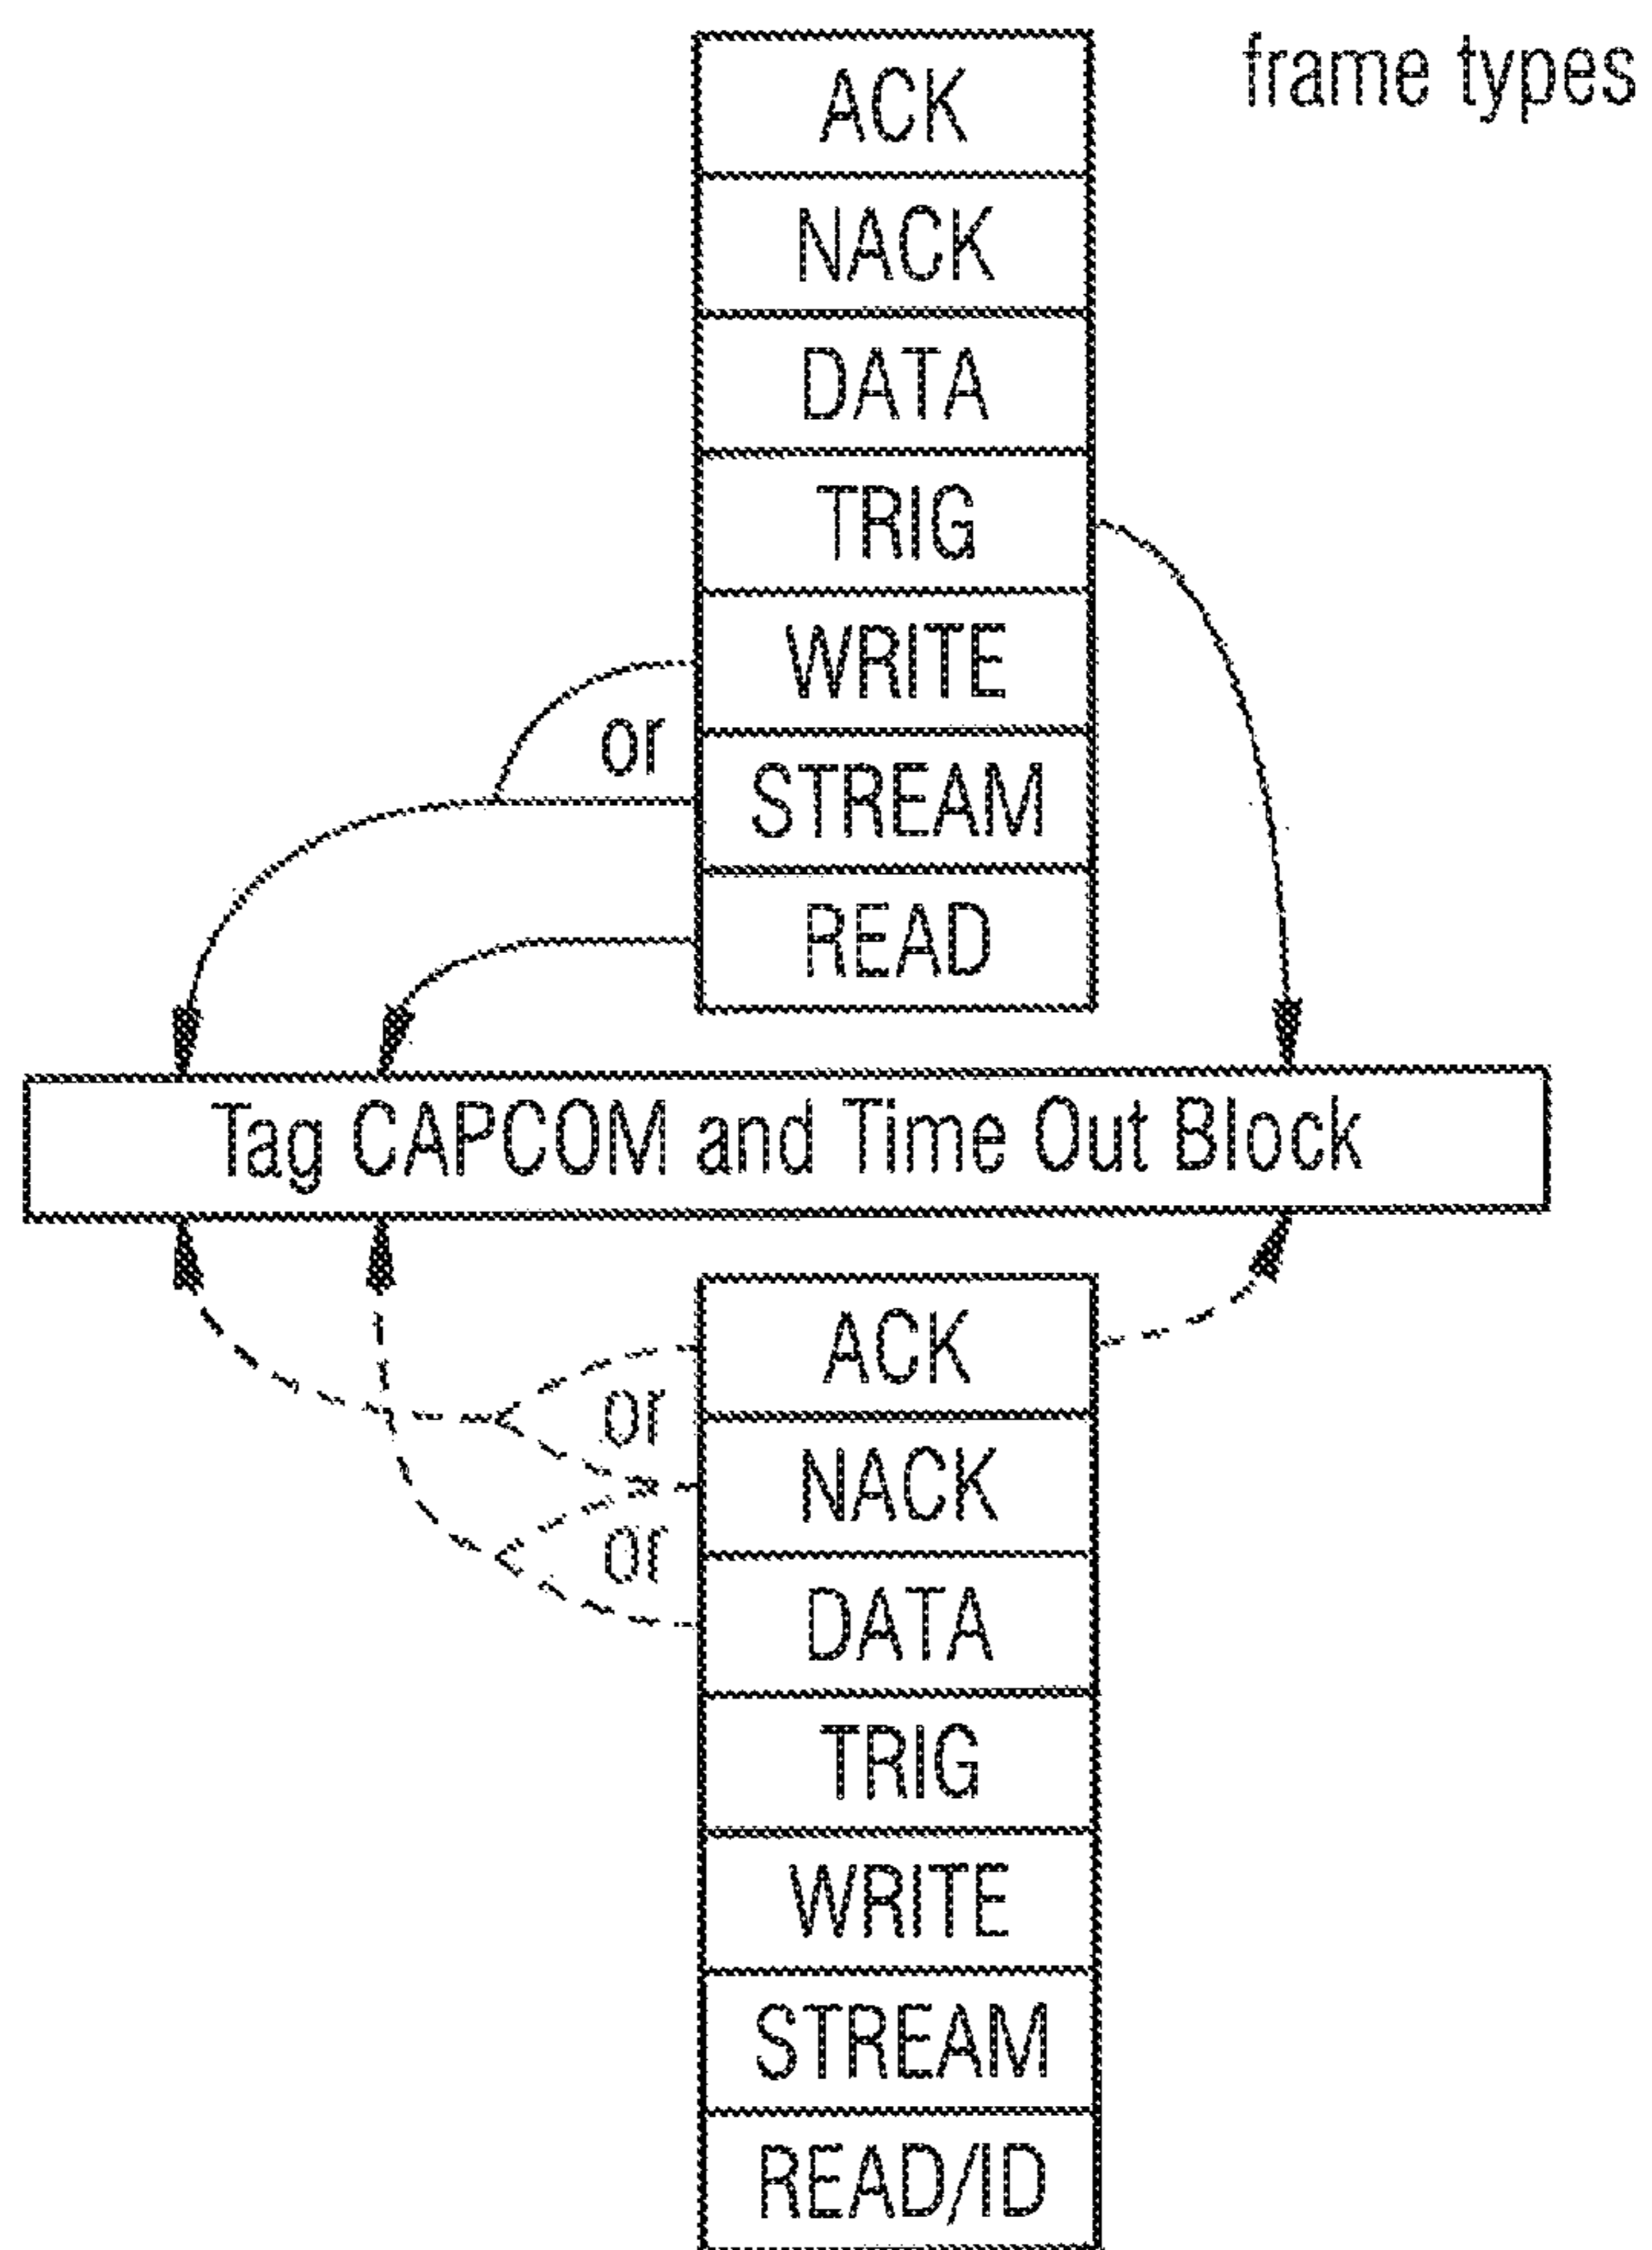 frame types
ACK
NACK
DATA
TRIG
WRITE
or
STREAM
READ
Tag CAPCOM and Time Out Block
ACK
or
NACK
or
DATA
TRIG
WRITE
STREAM
READ/ID